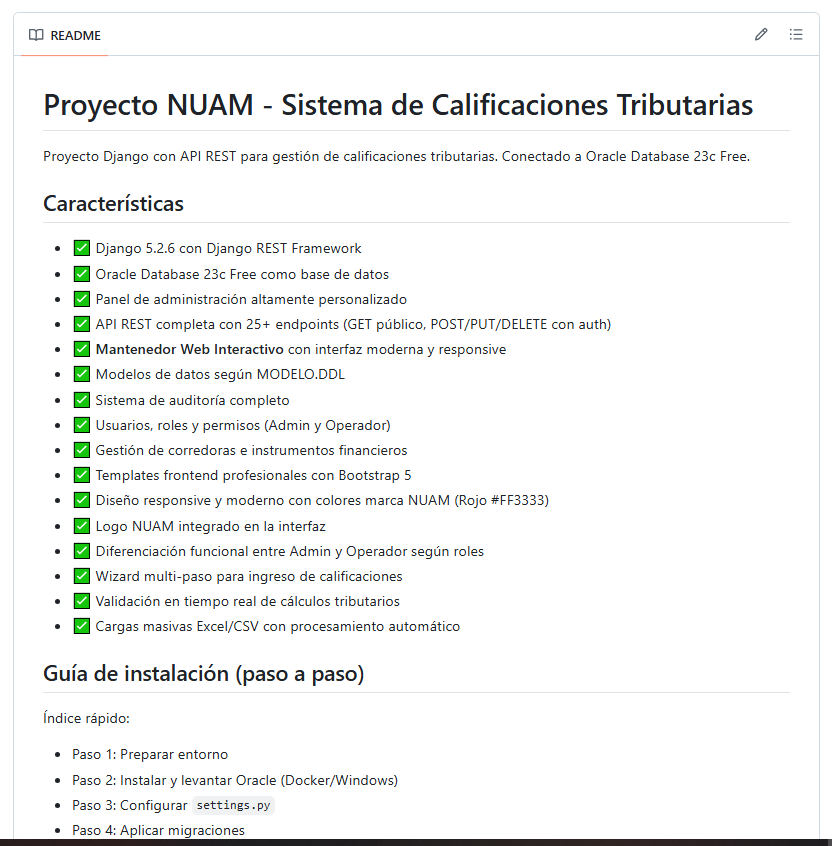 README
Proyecto NUAM - Sistema de Calificaciones Tributarias
Proyecto Django con API REST para gestión de calificaciones tributarias. Conectado a Oracle Database 23c Free.
Características
Django 5.2.6 con Django REST Framework
Oracle Database 23c Free como base de datos
Panel de administración altamente personalizado
API REST completa con 25+ endpoints (GET público, POST/PUT/DELETE con auth)
Mantenedor Web Interactivo con interfaz moderna y responsive
Modelos de datos según MODELO.DDL
Sistema de auditoría completo
Usuarios, roles y permisos (Admin y Operador)
Gestión de corredoras e instrumentos financieros
Templates frontend profesionales con Bootstrap 5
Diseño responsive y moderno con colores marca NUAM (Rojo #FF3333)
Logo NUAM integrado en la interfaz
Diferenciación funcional entre Admin y Operador según roles
Wizard multi-paso para ingreso de calificaciones
Validación en tiempo real de cálculos tributarios
Cargas masivas Excel/CSV con procesamiento automático
Guía de instalación (paso a paso)
Índice rápido:
Paso 1: Preparar entorno
Paso 2: Instalar y levantar Oracle (Docker/Windows)
Paso 3: Configurar settings.py
Paso 4: Aplicar migraciones